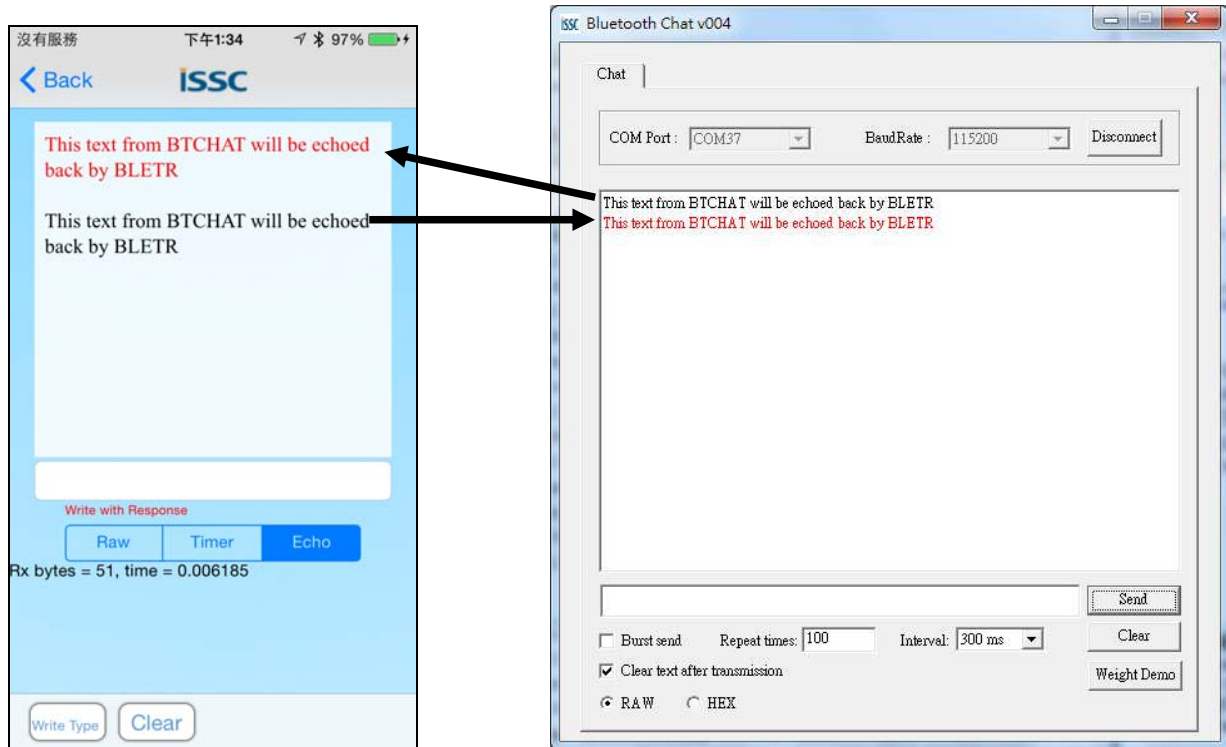 沒有服務 下午1:34 97%
Back ISSC
This text from BTCHAT will be echoed
back by BLETR
This text from BTCHAT will be echoed
back by BLETR
Write with Response
Raw Timer Echo
Rx bytes = 51, time = 0.006185
Write Type Clear
ISSC Bluetooth Chat v004
Chat
COM Port : COM37 BaudRate : 115200 Disconnect
This text from BTCHAT will be echoed back by BLETR
This text from BTCHAT will be echoed back by BLETR
Send
Burst send Repeat times: 100 Interval: 300 ms Clear
Clear text after transmission Weight Demo
RAW HEX